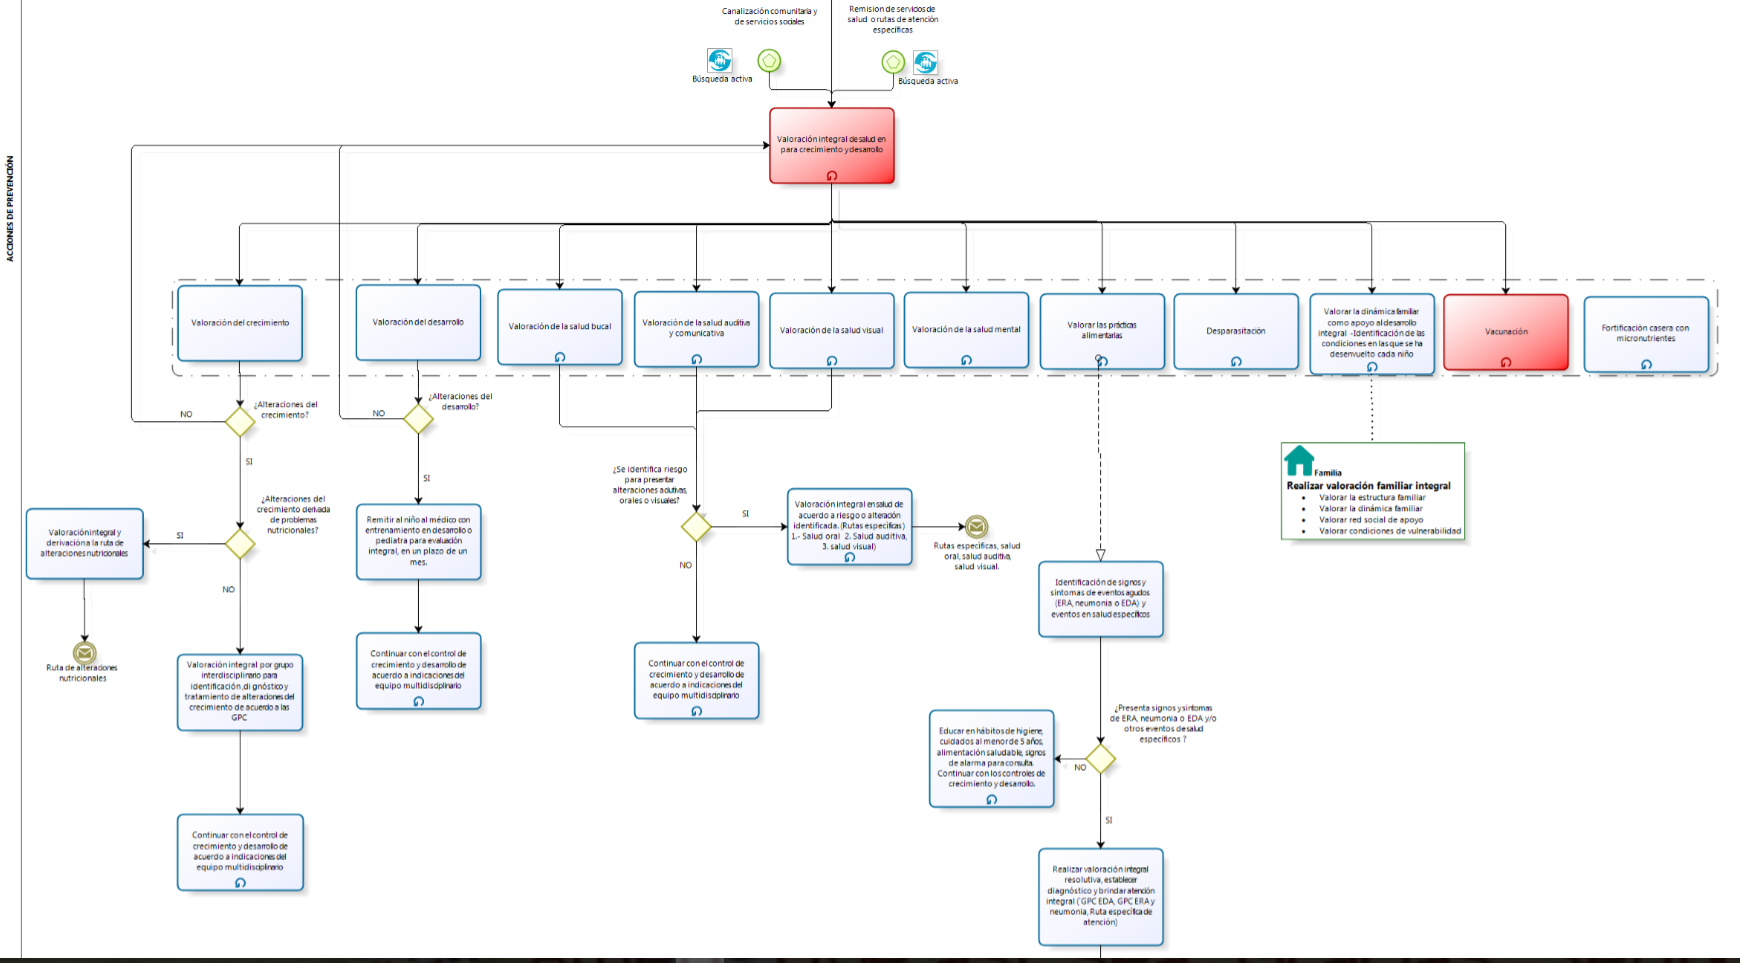 Canalización comunitaria y
de servicios sociales
Remision de servicios de
salud o rutas de atención
específicas
Búsqueda activa
Búsqueda activa
ACCIONES DE PREVENCIÓN
Valoración integral de salud en
para crecimiento y desarrollo
Valoración del crecimiento
Valoración del desarrollo
Valoración de la salud bucal
Valoración de la salud auditiva
y comunicativa
Valoración de la salud visual
Valoración de la salud mental
Valorar las prácticas
alimentarias
Desparasitación
Valorar la dinámica familiar
como apoyo al desarrollo
integral -Identificación de las
condiciones en las que se ha
desenvuelto cada niño
Vacunación
Fortificación casera con
micronutrientes
¿Alteraciones del
crecimiento?
NO
SI
¿Alteraciones del
desarrollo?
NO
SI
¿Alteraciones del
crecimiento derivada
de problemas
nutricionales?
SI
NO
Valoración integral y
derivación a la ruta de
alteraciones nutricionales
Ruta de alteraciones
nutricionales
Valoración integral por grupo
interdisciplinario para
identificación ,di gnóstico y
tratamiento de alteraciones del
crecimiento de acuerdo a las
GPC
Continuar con el control de
crecimiento y desarrollo de
acuerdo a indicaciones del
equipo multidisciplinario
Remitir al niño al médico con
entrenamiento en desarrollo o
pediatra para evaluación
integral, en un plazo de un
mes.
Continuar con el control de
crecimiento y desarrollo de
acuerdo a indicaciones del
equipo multidisciplinario
¿Se identifica riesgo
para presentar
alteraciones aditivas,
orales o visuales?
SI
NO
Valoración integral en salud de
acuerdo a riesgo o alteración
identificada. (Rutas especificas)
1.- Salud oral 2. Salud auditiva,
3. salud visual)
Rutas específicas, salud
oral, salud auditiva,
salud visual.
Continuar con el control de
crecimiento y desarrollo de
acuerdo a indicaciones del
equipo multidisciplinario
Familia
Realizar valoración familiar integral
• Valorar la estructura familiar
• Valorar la dinámica familiar
• Valorar red social de apoyo
• Valorar condiciones de vulnerabilidad
Identificación de signos y
sintomas de eventos agudos
(ERA, neumonia o EDA) y
eventos en salud específicos
¿Presenta signos y sintomas
de ERA, neumonia o EDA y/o
otros eventos de salud
específicos ?
NO
SI
Educar en hábitos de higiene,
cuidados al menor de 5 años,
alimentación saludable, signos
de alarma para consulta.
Continuar con los controles de
crecimiento y desarrollo.
Realizar valoración integral
resolutiva, establecer
diagnóstico y brindar atención
integral (¨GPC EDA, GPC ERA y
neumonia, Ruta específica de
atención)